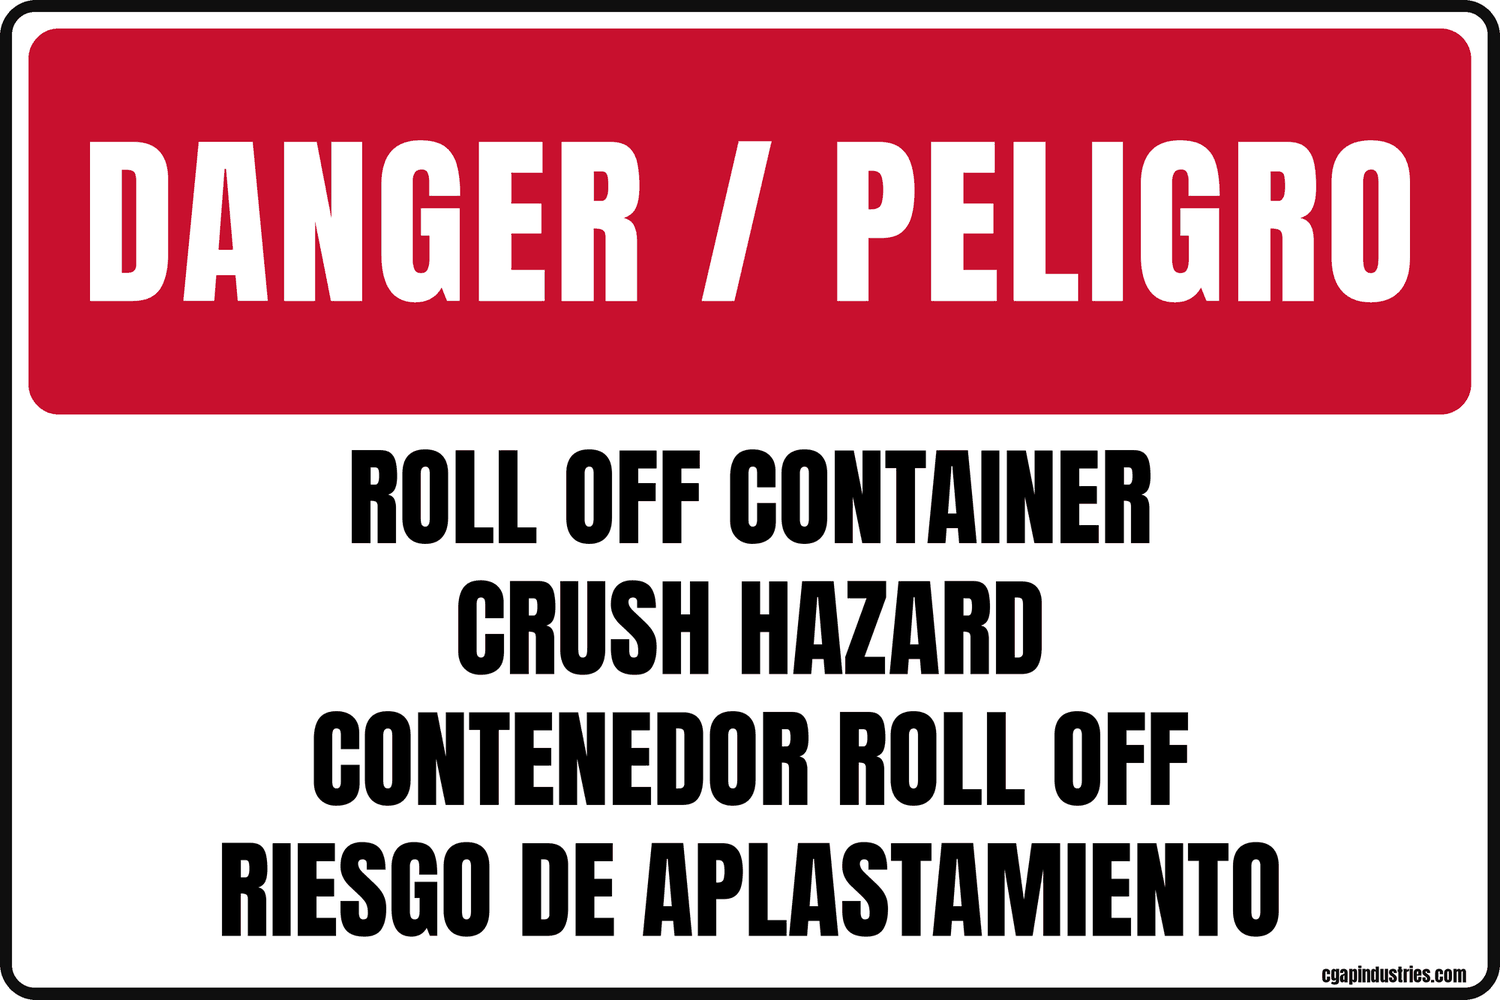 DANGER / PELIGRO
ROLL OFF CONTAINER
CRUSH HAZARD
CONTENEDOR ROLL OFF
RIESGO DE APLASTAMIENTO
cgapindustries.com